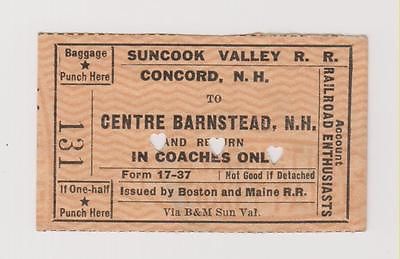 Baggage
★
Punch Here
131
If One-half
★
Punch Here
SUNCOOK VALLEY R. R.
CONCORD, N. H.
TO
CENTRE BARNSTEAD, N.H.
AND RETURN
IN COACHES ONLY
Form 17-37
Not Good if Detached
Issued by Boston and Maine R.R.
Via B&M Sun Val.
Account
RAILROAD ENTHUSIASTS